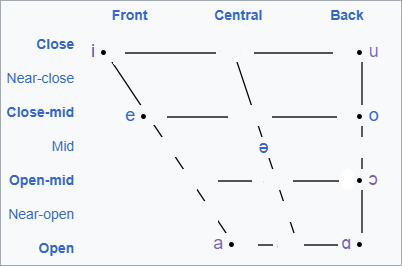 Front Central Back
Close i u
Near-close
Close-mid e o
Mid ə
Open-mid ɔ
Near-open
Open a ɑ